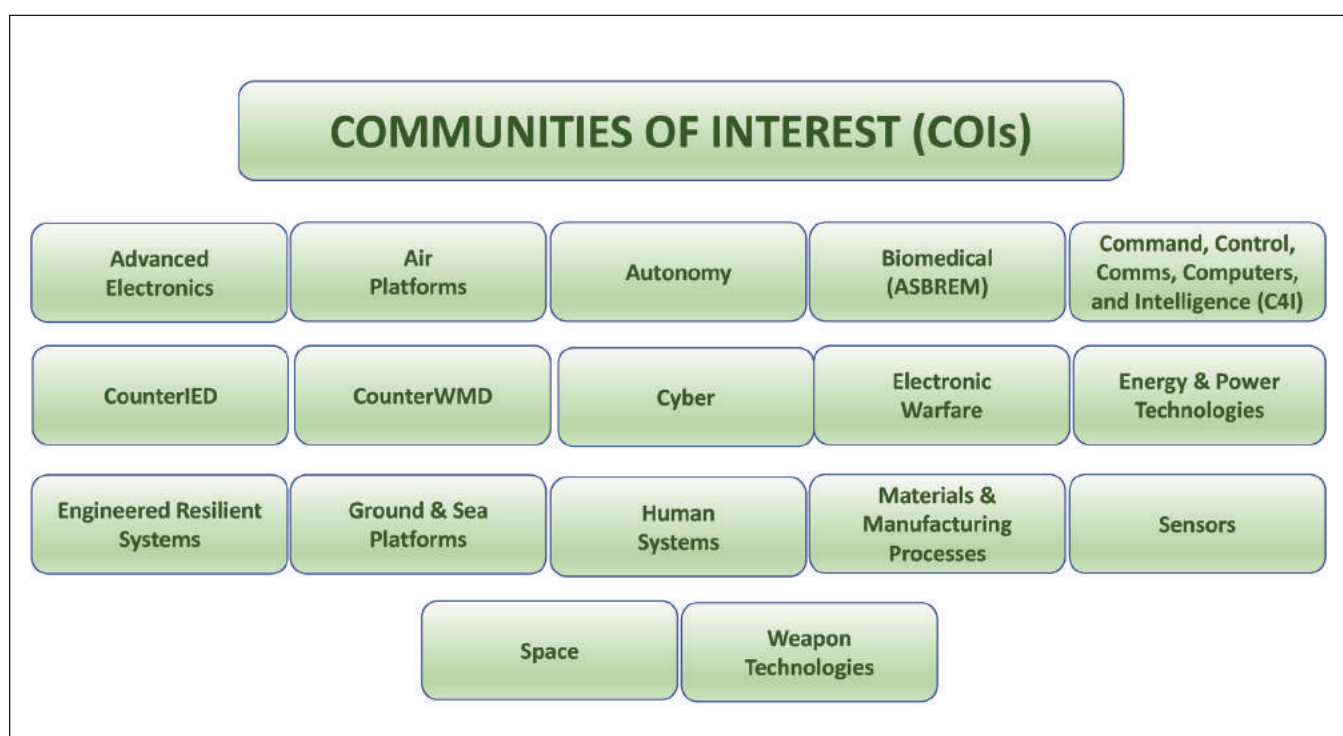 COMMUNITIES OF INTEREST (COIs)
Advanced
Electronics
Air
Platforms
Autonomy
Biomedical
(ASBREM)
Command, Control,
Comms, Computers,
and Intelligence (C4I)
CounterIED
CounterWMD
Cyber
Electronic
Warfare
Energy & Power
Technologies
Engineered Resilient
Systems
Ground & Sea
Platforms
Human
Systems
Materials &
Manufacturing
Processes
Sensors
Space
Weapon
Technologies